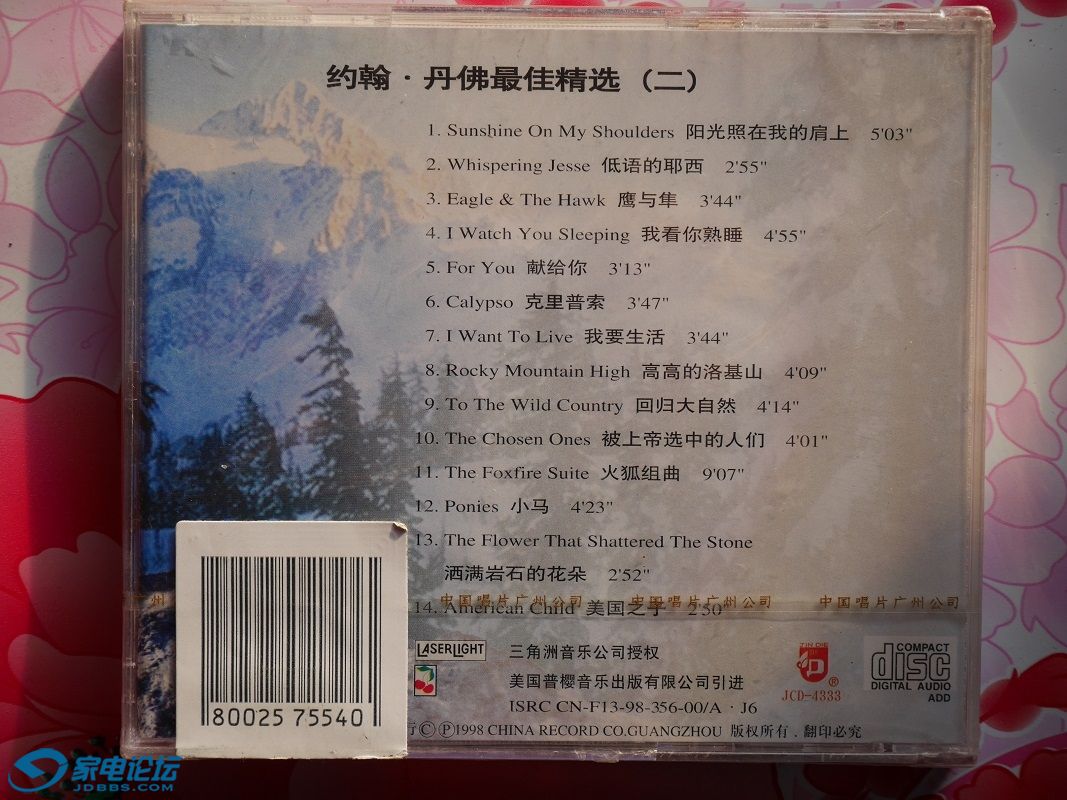 约翰·丹佛最佳精选（二）
1. Sunshine On My Shoulders 阳光照在我的肩上 5'03"
2. Whispering Jesse 低语的耶西 2'55"
3. Eagle & The Hawk 鹰与隼 3'44"
4. I Watch You Sleeping 我看你熟睡 4'55"
5. For You 献给你 3'13"
6. Calypso 克里普索 3'47"
7. I Want To Live 我要生活 3'44"
8. Rocky Mountain High 高高的洛基山 4'09"
9. To The Wild Country 回归大自然 4'14"
10. The Chosen Ones 被上帝选中的人们 4'01"
11. The Foxfire Suite 火狐组曲 9'07"
12. Ponies 小马 4'23"
13. The Flower That Shattered The Stone
洒满岩石的花朵 2'52"
广州 中国唱片广州公司 中国唱片广州公司 中国唱片广州公司
14. American Child 美国之子 2'50"
LASERLIGHT 三角洲音乐公司授权
美国普樱音乐出版有限公司引进
ISRC CN-F13-98-356-00/A·J6
行 © ℗ 1998 CHINA RECORD CO.GUANGZHOU 版权所有.翻印必究
JCD-4333
COMPACT
disc
DIGITAL AUDIO
ADD
80025 75540
家电论坛
JDBBS.COM